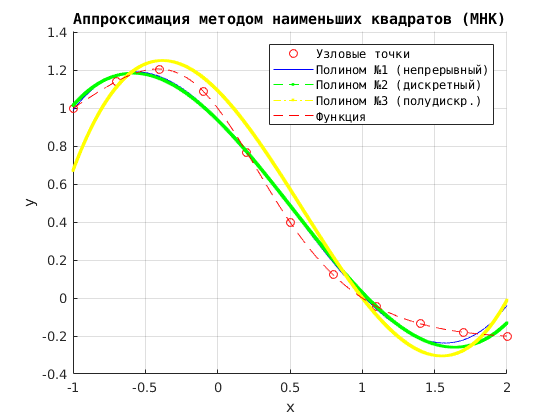 Аппроксимация методом наименьших квадратов (МНК)
1.4
1.2
1
0.8
0.6
0.4
0.2
0
-0.2
-0.4
y
Узловые точки
Полином №1 (непрерывный)
Полином №2 (дискретный)
Полином №3 (полудискр.)
Функция
-1
-0.5
0
0.5
1
1.5
2
x